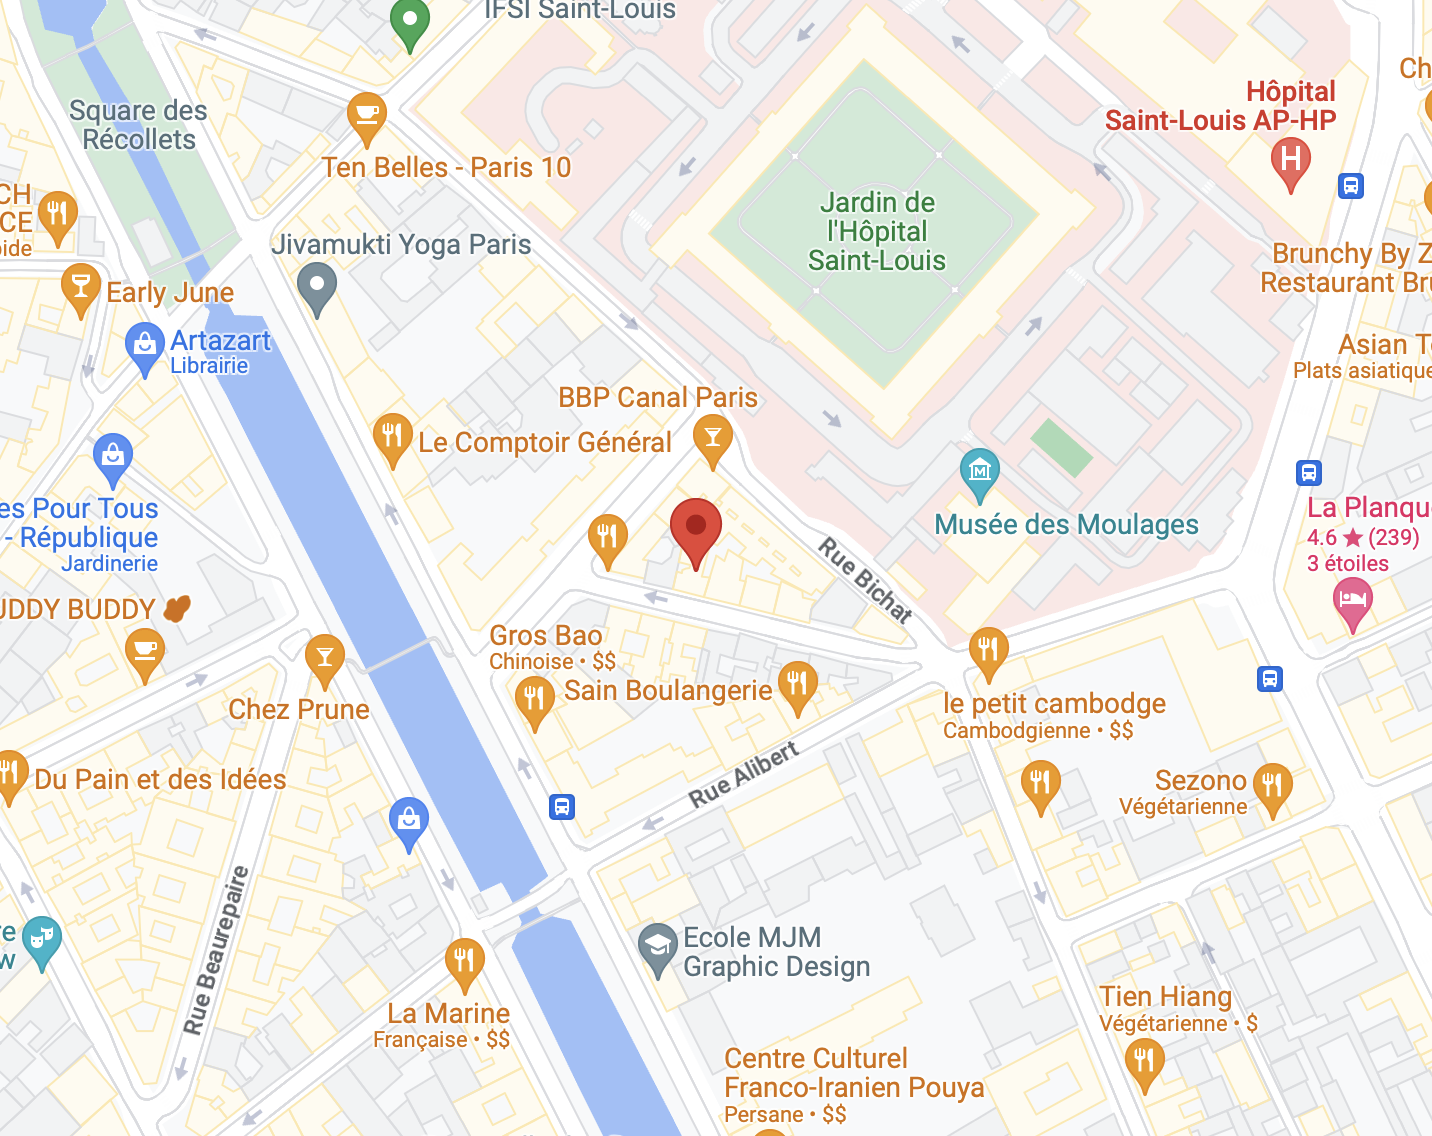 IFSI Saint-Louis
Square des
Récollets
Ten Belles - Paris 10
Hôpital
Saint-Louis AP-HP
H
Ch
CH
CE
pide
Jivamukti Yoga Paris
Jardin de
l'Hôpital
Saint-Louis
Early June
Brunchy By Z
Restaurant Bru
Artazart
Librairie
Asian T
Plats asiatique
BBP Canal Paris
Le Comptoir Général
es Pour Tous
- République
Jardinerie
M
Musée des Moulages
La Planqu
4.6 ★ (239)
3 étoiles
Rue Bichat
UDDY BUDDY
Gros Bao
Chinoise • $$
Sain Boulangerie
Chez Prune
le petit cambodge
Cambodgienne • $$
Rue Alibert
Du Pain et des Idées
Sezono
Végétarienne
Rue Beaurepaire
re
w
Ecole MJM
Graphic Design
La Marine
Française • $$
Tien Hiang
Végétarienne • $
Centre Culturel
Franco-Iranien Pouya
Persane • $$